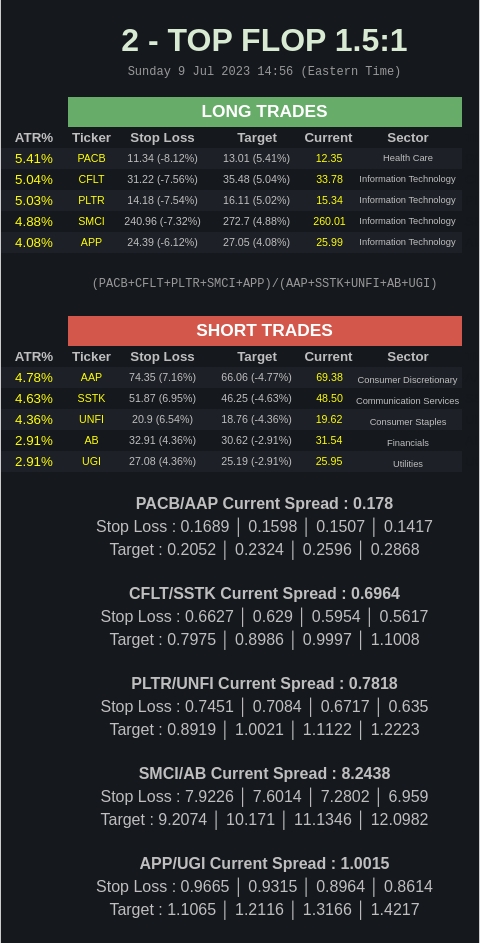 2 - TOP FLOP 1.5:1
Sunday 9 Jul 2023 14:56 (Eastern Time)
LONG TRADES
ATR% Ticker Stop Loss Target Current Sector
5.41% PACB 11.34 (-8.12%) 13.01 (5.41%) 12.35 Health Care
5.04% CFLT 31.22 (-7.56%) 35.48 (5.04%) 33.78 Information Technology
5.03% PLTR 14.18 (-7.54%) 16.11 (5.02%) 15.34 Information Technology
4.88% SMCI 240.96 (-7.32%) 272.7 (4.88%) 260.01 Information Technology
4.08% APP 24.39 (-6.12%) 27.05 (4.08%) 25.99 Information Technology
(PACB+CFLT+PLTR+SMCI+APP)/(AAP+SSTK+UNFI+AB+UGI)
SHORT TRADES
ATR% Ticker Stop Loss Target Current Sector
4.78% AAP 74.35 (7.16%) 66.06 (-4.77%) 69.38 Consumer Discretionary
4.63% SSTK 51.87 (6.95%) 46.25 (-4.63%) 48.50 Communication Services
4.36% UNFI 20.9 (6.54%) 18.76 (-4.36%) 19.62 Consumer Staples
2.91% AB 32.91 (4.36%) 30.62 (-2.91%) 31.54 Financials
2.91% UGI 27.08 (4.36%) 25.19 (-2.91%) 25.95 Utilities
PACB/AAP Current Spread : 0.178
Stop Loss : 0.1689 │ 0.1598 │ 0.1507 │ 0.1417
Target : 0.2052 │ 0.2324 │ 0.2596 │ 0.2868
CFLT/SSTK Current Spread : 0.6964
Stop Loss : 0.6627 │ 0.629 │ 0.5954 │ 0.5617
Target : 0.7975 │ 0.8986 │ 0.9997 │ 1.1008
PLTR/UNFI Current Spread : 0.7818
Stop Loss : 0.7451 │ 0.7084 │ 0.6717 │ 0.635
Target : 0.8919 │ 1.0021 │ 1.1122 │ 1.2223
SMCI/AB Current Spread : 8.2438
Stop Loss : 7.9226 │ 7.6014 │ 7.2802 │ 6.959
Target : 9.2074 │ 10.171 │ 11.1346 │ 12.0982
APP/UGI Current Spread : 1.0015
Stop Loss : 0.9665 │ 0.9315 │ 0.8964 │ 0.8614
Target : 1.1065 │ 1.2116 │ 1.3166 │ 1.4217